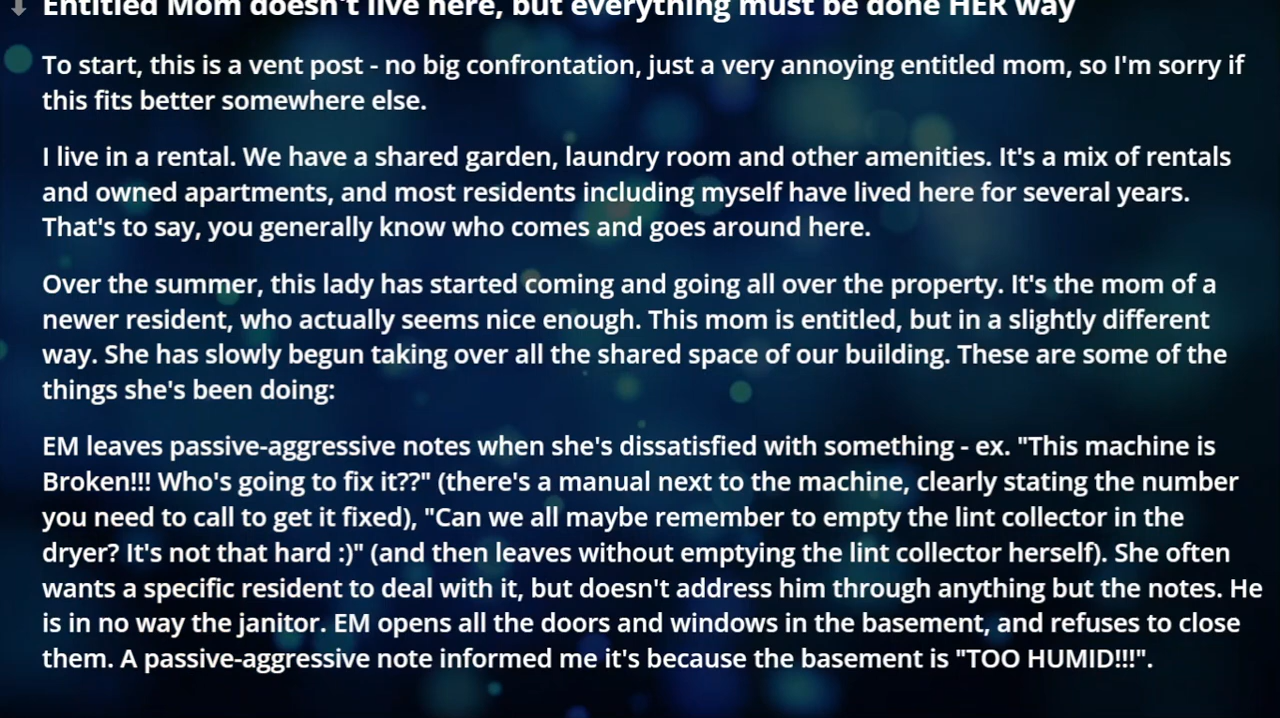 Entitled Mom doesn't live here, but everything must be done HER way
To start, this is a vent post - no big confrontation, just a very annoying entitled mom, so I'm sorry if
this fits better somewhere else.
I live in a rental. We have a shared garden, laundry room and other amenities. It's a mix of rentals
and owned apartments, and most residents including myself have lived here for several years.
That's to say, you generally know who comes and goes around here.
Over the summer, this lady has started coming and going all over the property. It's the mom of a
newer resident, who actually seems nice enough. This mom is entitled, but in a slightly different
way. She has slowly begun taking over all the shared space of our building. These are some of the
things she's been doing:
EM leaves passive-aggressive notes when she's dissatisfied with something - ex. "This machine is
Broken!!! Who's going to fix it??" (there's a manual next to the machine, clearly stating the number
you need to call to get it fixed), "Can we all maybe remember to empty the lint collector in the
dryer? It's not that hard :)" (and then leaves without emptying the lint collector herself). She often
wants a specific resident to deal with it, but doesn't address him through anything but the notes. He
is in no way the janitor. EM opens all the doors and windows in the basement, and refuses to close
them. A passive-aggressive note informed me it's because the basement is "TOO HUMID!!!".